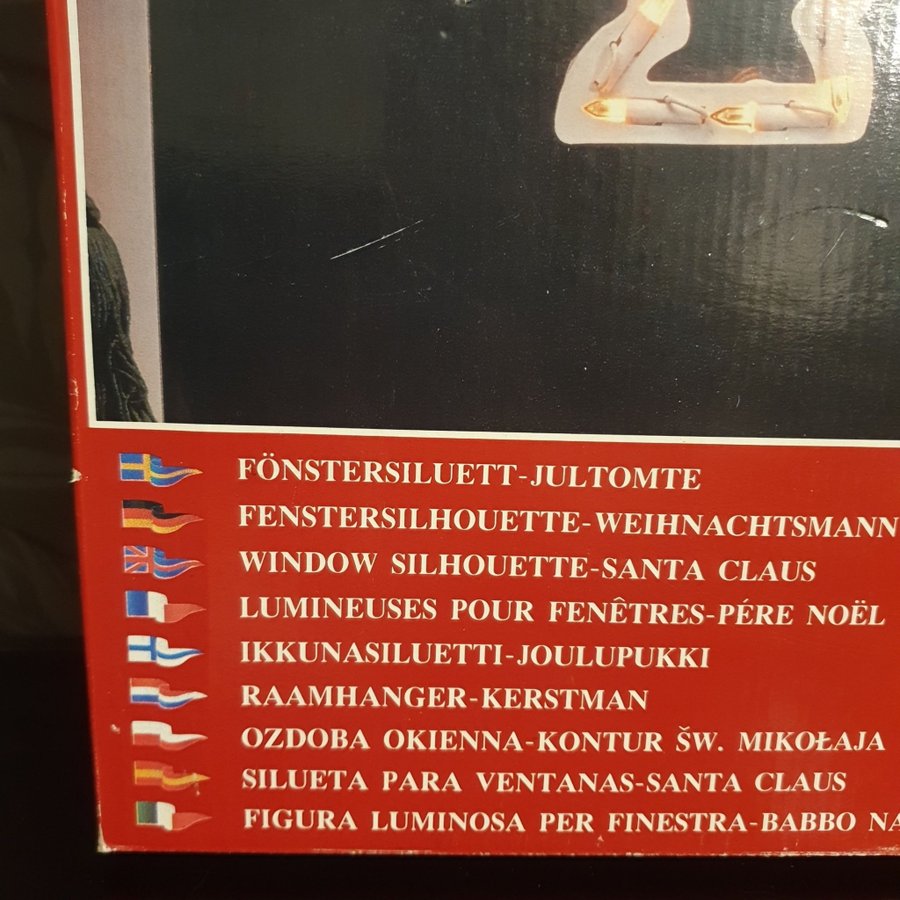 FÖNSTERSILUETT-JULTOMTE
FENSTERSILHOUETTE-WEIHNACHTSMANN
WINDOW SILHOUETTE-SANTA CLAUS
LUMINEUSES POUR FENÊTRES-PÉRE NOËL
IKKUNASILUETTI-JOULUPUKKI
RAAMHANGER-KERSTMAN
OZDOBA OKIENNA-KONTUR ŠW. MIKOŁAJA
SILUETA PARA VENTANAS-SANTA CLAUS
FIGURA LUMINOSA PER FINESTRA-BABBO